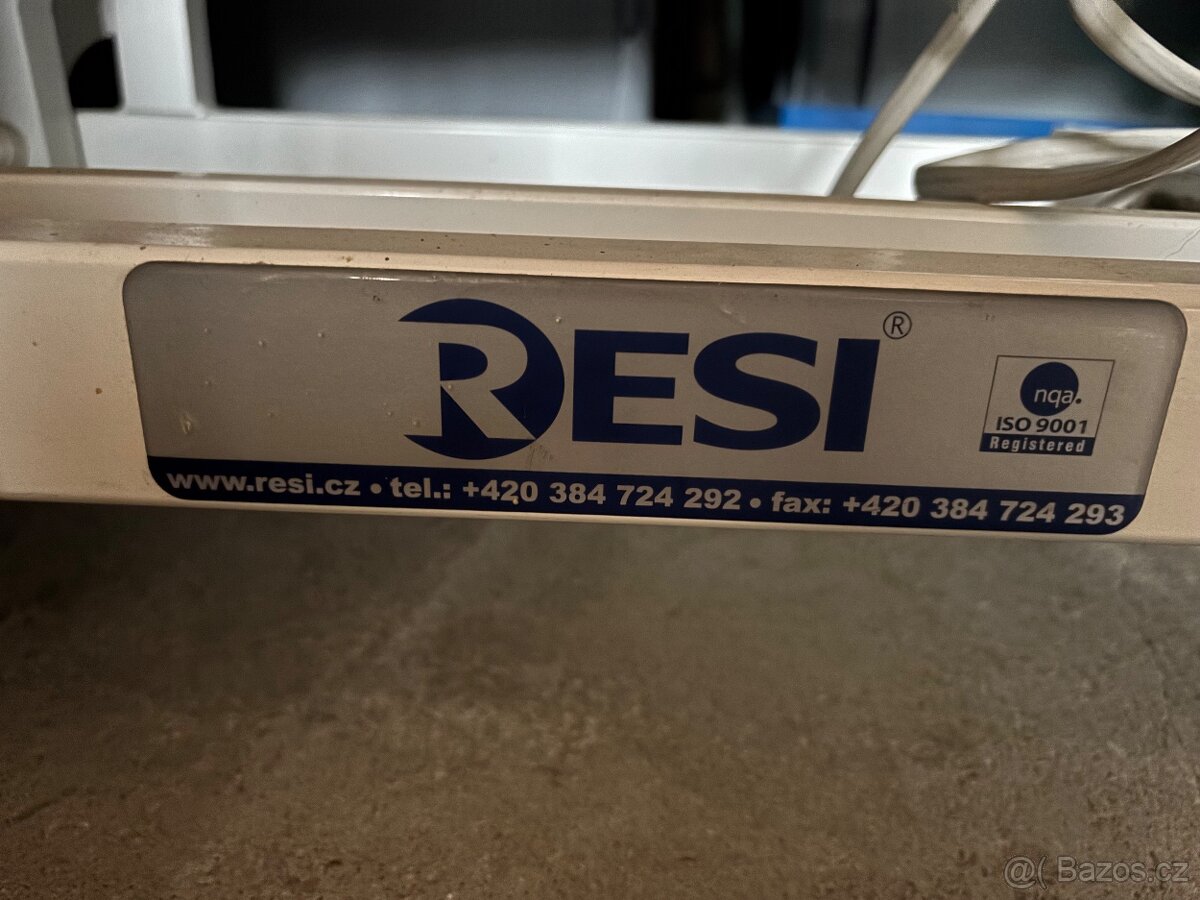 RESI®
nqa.
ISO 9001
Registered
www.resi.cz • tel.: +420 384 724 292 • fax: +420 384 724 293
@( Bazos.cz